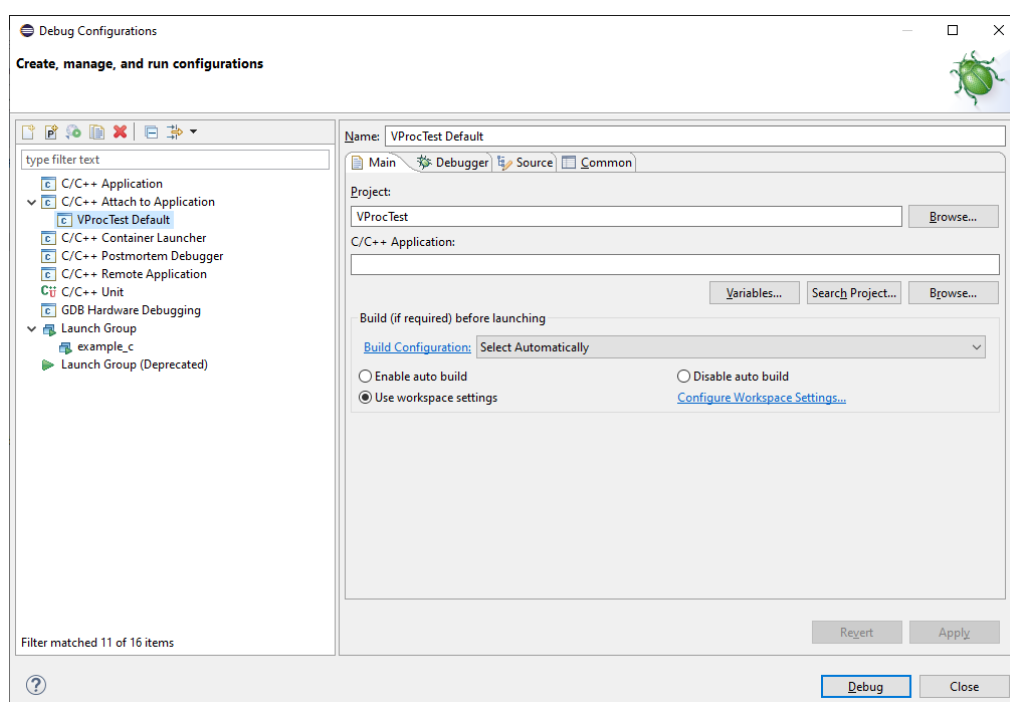 Debug Configurations
Create, manage, and run configurations
type filter text
C/C++ Application
C/C++ Attach to Application
VProcTest Default
C/C++ Container Launcher
C/C++ Postmortem Debugger
C/C++ Remote Application
C/C++ Unit
GDB Hardware Debugging
Launch Group
example_c
Launch Group (Deprecated)
Filter matched 11 of 16 items
Name: VProcTest Default
Main Debugger Source Common
Project:
VProcTest Browse...
C/C++ Application:
Variables... Search Project... Browse...
Build (if required) before launching
Build Configuration: Select Automatically
Enable auto build Disable auto build
Use workspace settings Configure Workspace Settings...
Revert Apply
Debug Close